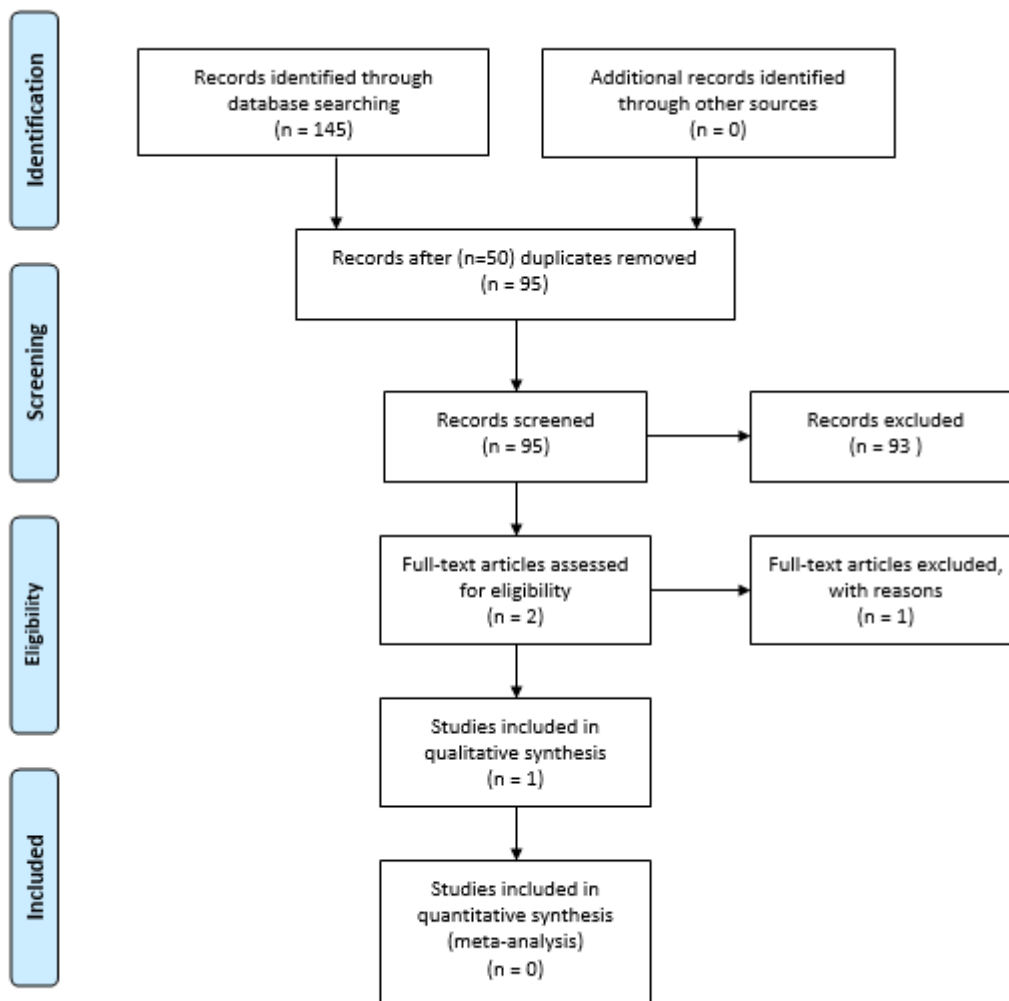 Identification
Records identified through
database searching
(n = 145)
Additional records identified
through other sources
(n = 0)
Records after (n=50) duplicates removed
(n = 95)
Screening
Records screened
(n = 95)
Records excluded
(n = 93 )
Eligibility
Full-text articles assessed
for eligibility
(n = 2)
Full-text articles excluded,
with reasons
(n = 1)
Studies included in
qualitative synthesis
(n = 1)
Included
Studies included in
quantitative synthesis
(meta-analysis)
(n = 0)